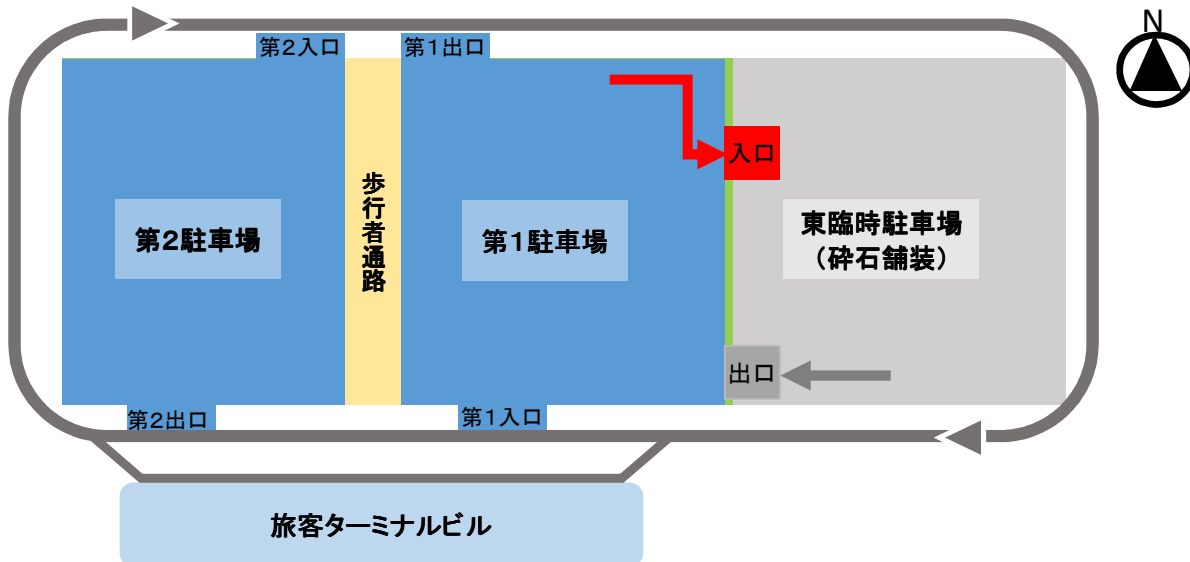 N
第2入口
第1出口
入口
歩行者通路
第2駐車場
第1駐車場
東臨時駐車場
（砕石舗装）
出口
第2出口
第1入口
旅客ターミナルビル